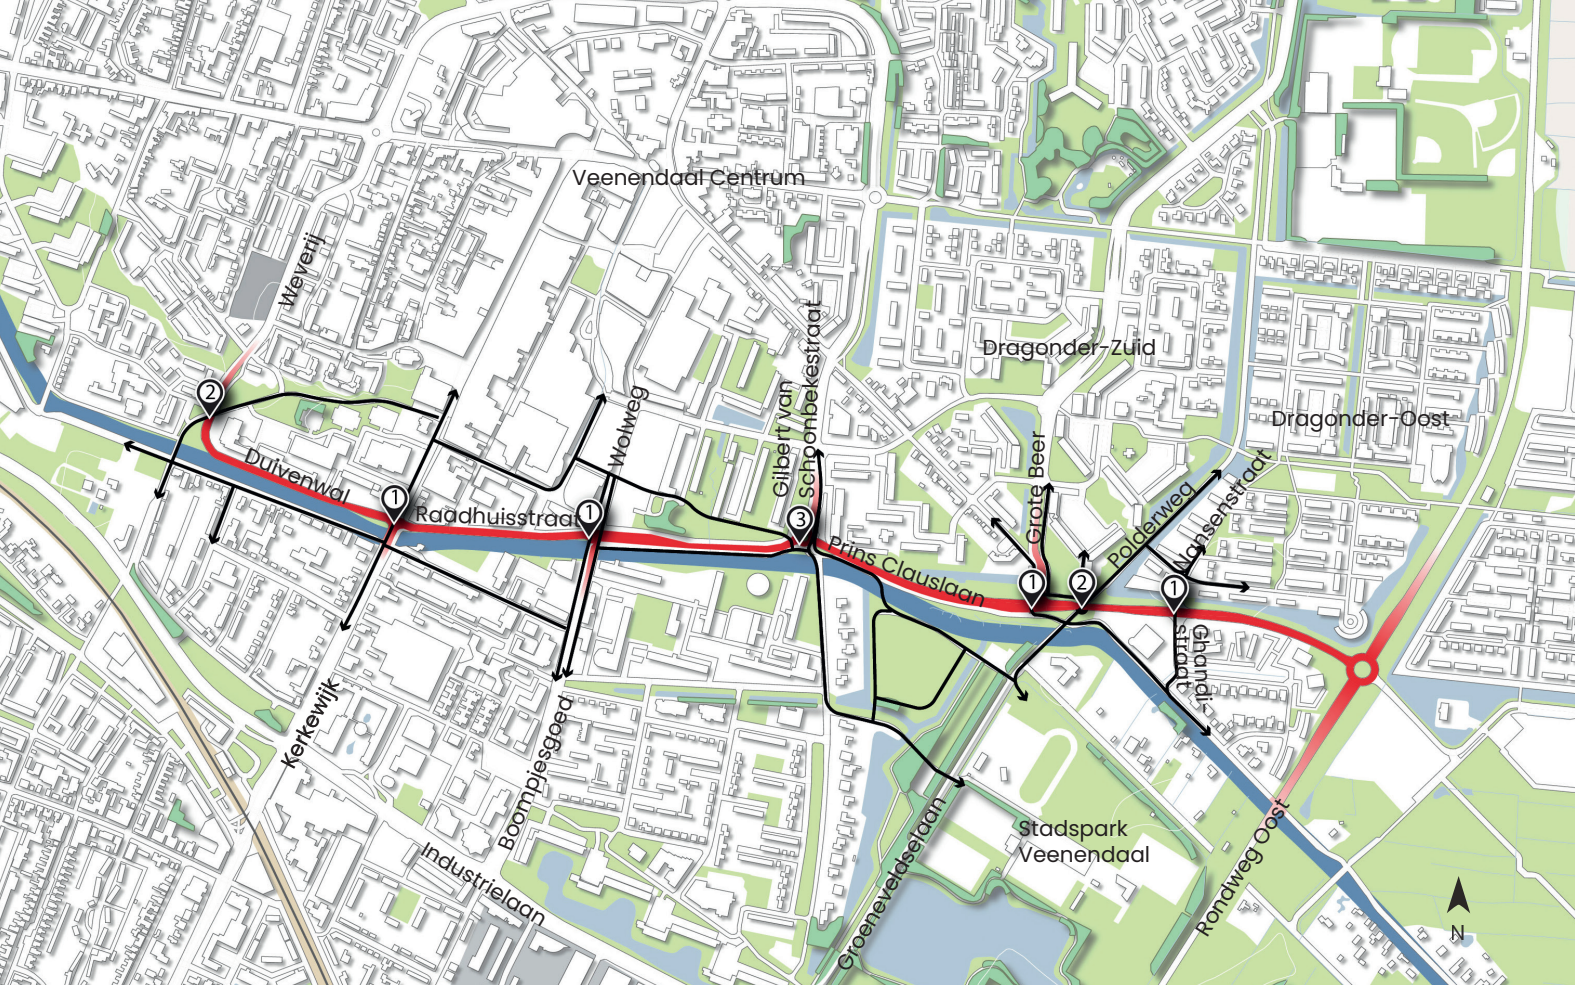 Veenendaal Centrum
Weverij
Gilbert van
Schoonbekestraat
Dragonder-Zuid
Dragonder-Oost
2
Wolweg
Duivenwal
1
Raadhuisstraat
1
3
Prins Clauslaan
Grote Beer
1
2
Polderweg
Nansenstraat
1
Ghandi-
straat
Kerkewijk
Boompjesgoed
Industrielaan
Groeneveldselaan
Stadspark
Veenendaal
Rondweg Oost
N